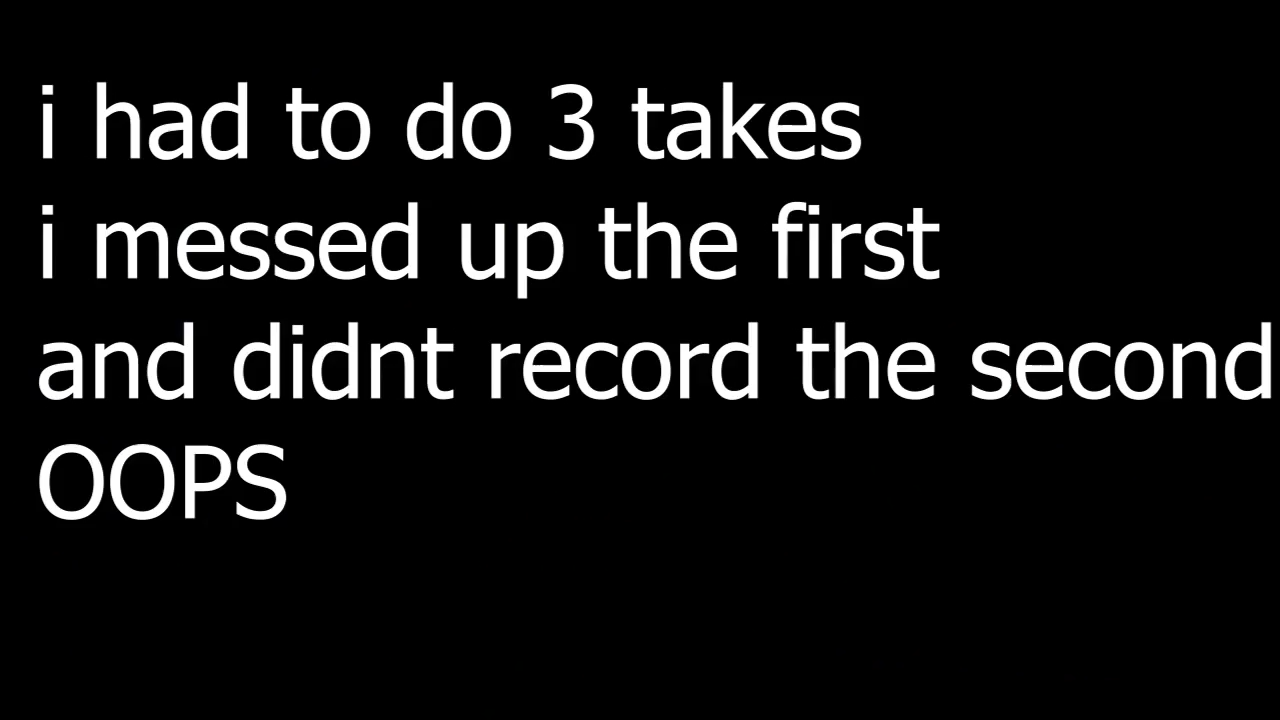 i had to do 3 takes
i messed up the first
and didnt record the second
OOPS